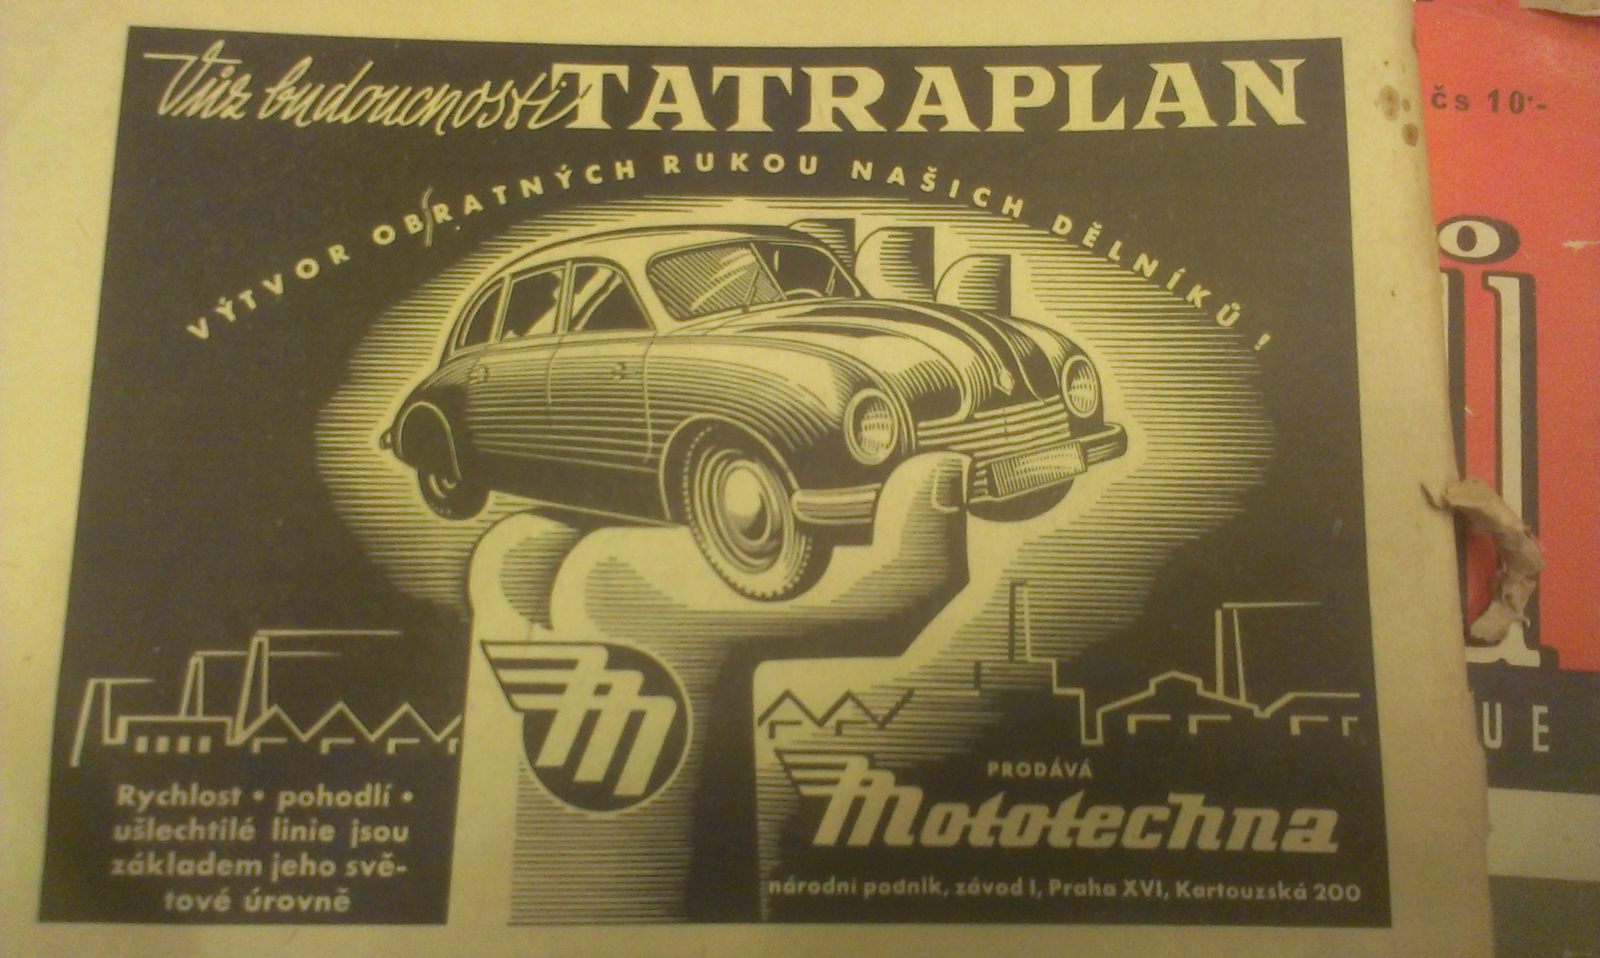 Vůz budoucnosti TATRAPLAN
VÝTVOR OBRATNÝCH RUKOU NAŠICH DĚLNÍKŮ!
Rychlost • pohodlí •
ušlechtilé linie jsou
základem jeho svě-
tové úrovně
M
PRODÁVÁ
Mototechna
národní podnik, závod I, Praha XVI, Kartouzská 200
čs 10·-
UE